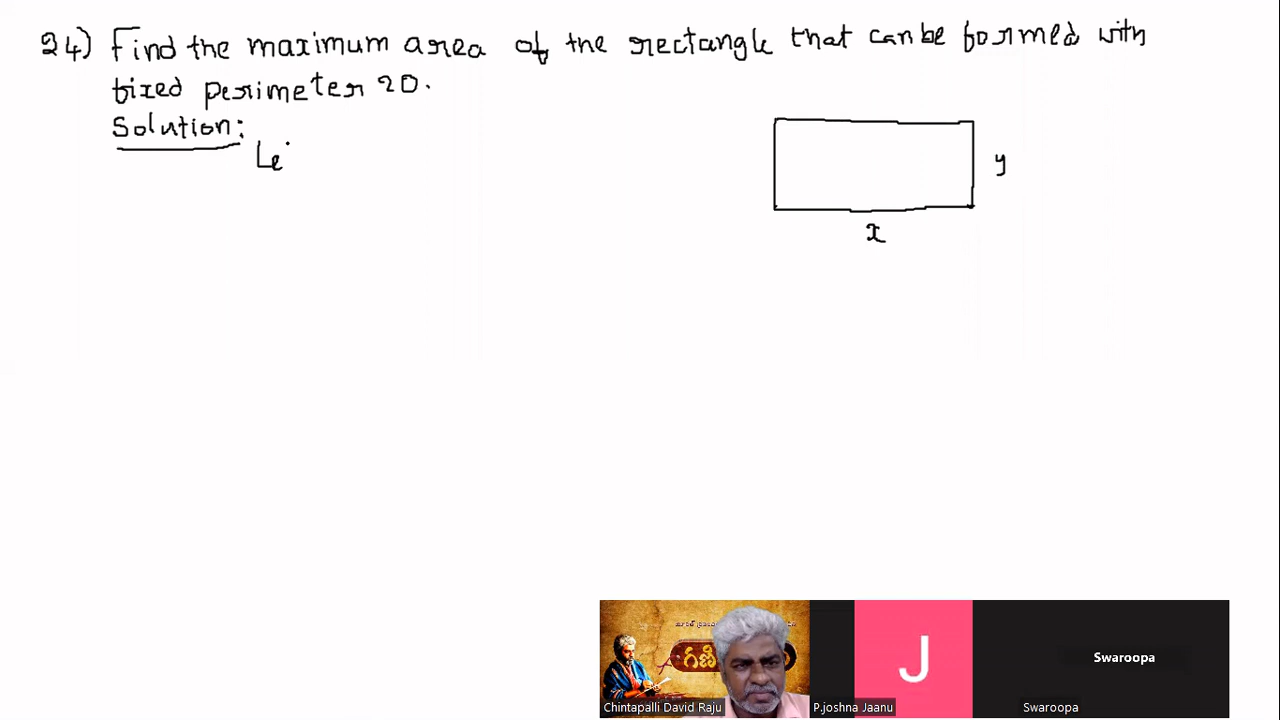 24) Find the maximum area of the rectangle that can be formed with
fixed perimeter 20.
Solution:
Le
y
x
J
Swaroopa
Chintapalli David Raju
P.joshna Jaanu
Swaroopa